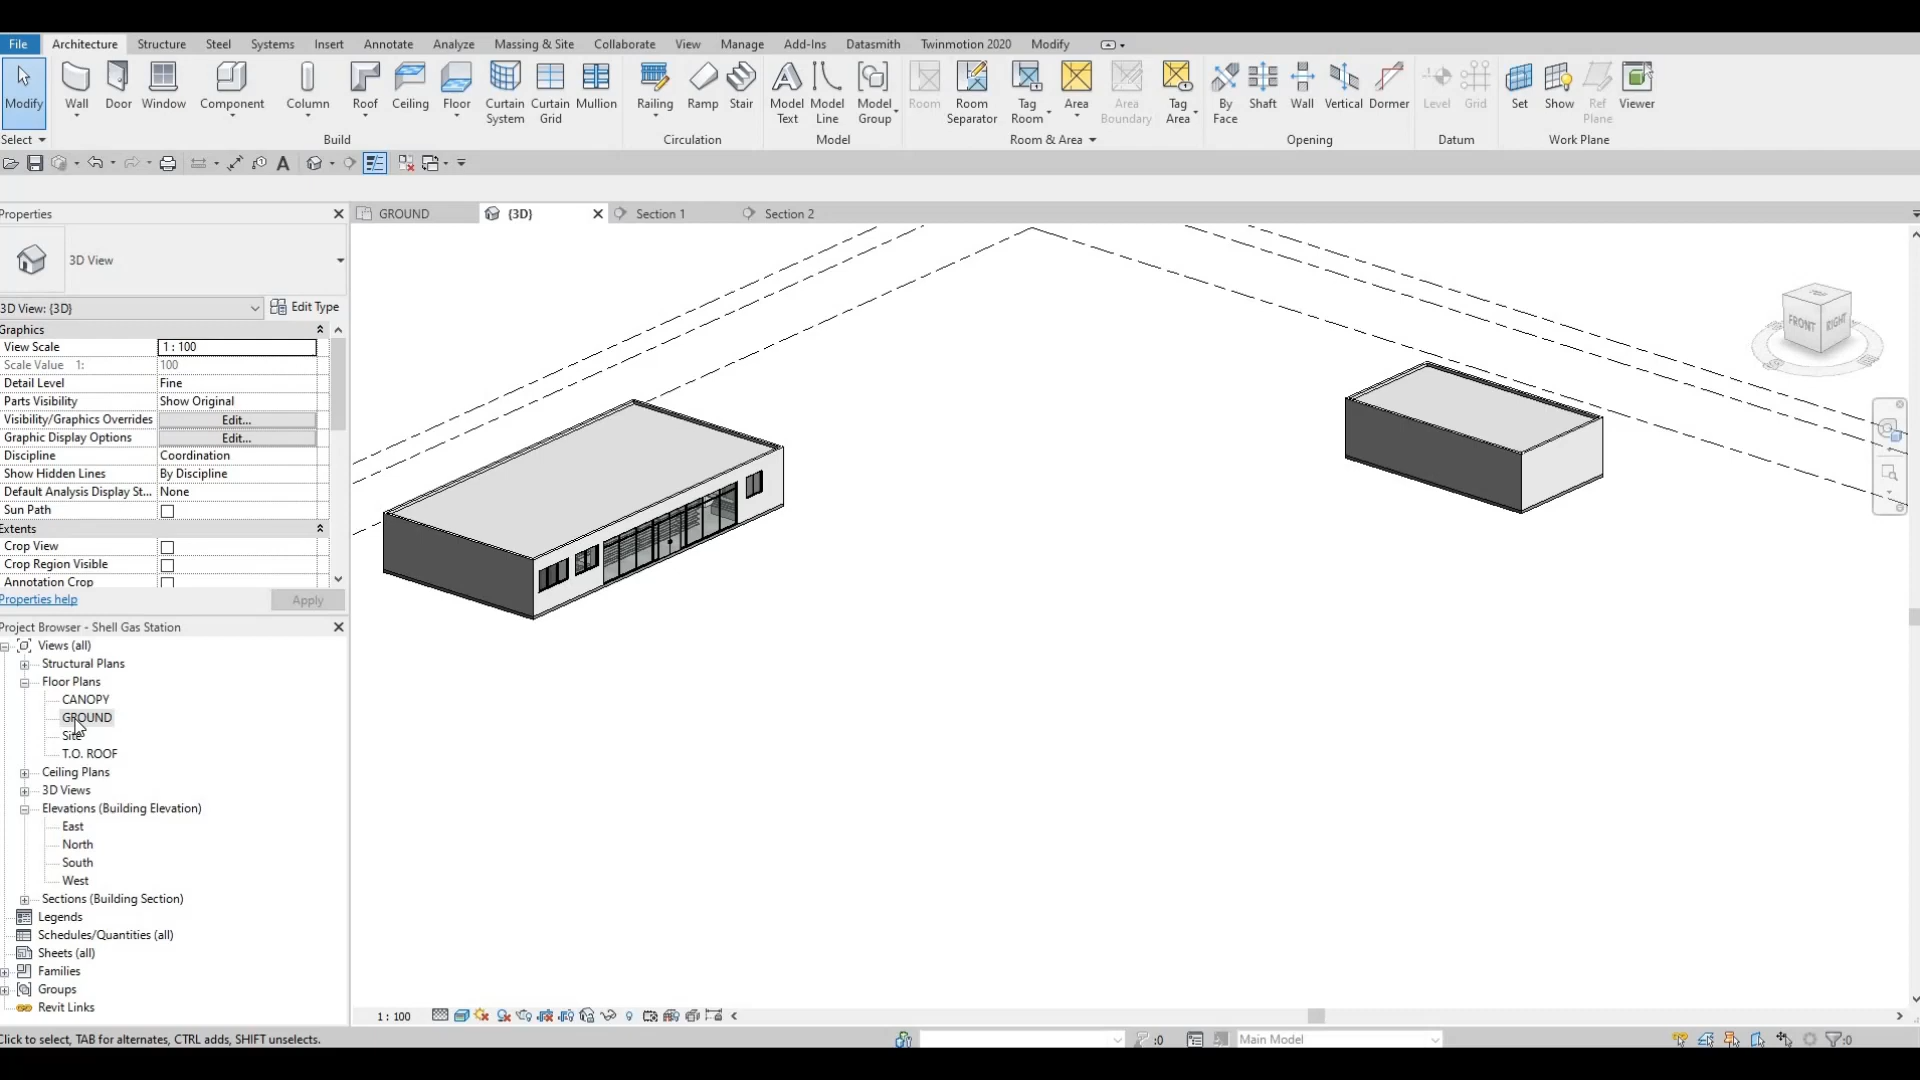 File Architecture Structure Steel Systems Insert Annotate Analyze Massing & Site Collaborate View Manage Add-Ins Datasmith Twinmotion 2020 Modify
Modify Wall Door Window Component Column Roof Ceiling Floor Curtain System Curtain Grid Mullion Railing Ramp Stair Model Text Model Line Model Group Room Room Separator Tag Room Area Area Boundary Tag Area By Face Shaft Wall Vertical Dormer Level Grid Set Show Ref Plane Viewer
Select Build Circulation Model Room & Area Opening Datum Work Plane
Properties
GROUND {3D} Section 1 Section 2
3D View
3D View: {3D} Edit Type
Graphics
View Scale 1 : 100
Scale Value 1: 100
Detail Level Fine
Parts Visibility Show Original
Visibility/Graphics Overrides Edit...
Graphic Display Options Edit...
Discipline Coordination
Show Hidden Lines By Discipline
Default Analysis Display St... None
Sun Path
Extents
Crop View
Crop Region Visible
Annotation Crop
Properties help Apply
FRONT RIGHT
Project Browser - Shell Gas Station
Views (all)
Structural Plans
Floor Plans
CANOPY
GROUND
Site
T.O. ROOF
Ceiling Plans
3D Views
Elevations (Building Elevation)
East
North
South
West
Sections (Building Section)
Legends
Schedules/Quantities (all)
Sheets (all)
Families
Groups
Revit Links
1 : 100
Click to select, TAB for alternates, CTRL adds, SHIFT unselects. :0 Main Model :0